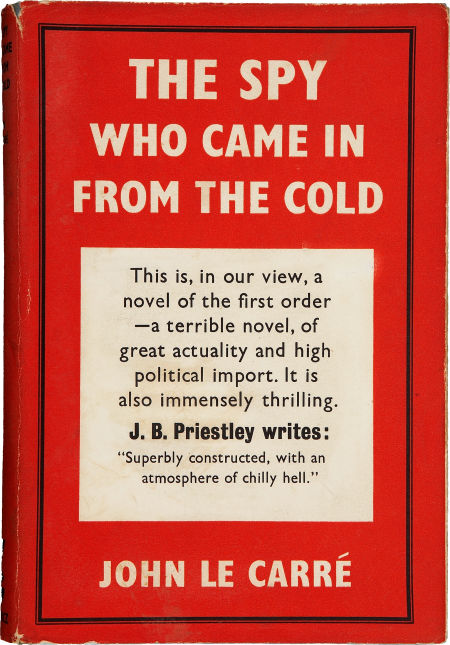 THE SPY
WHO CAME IN
FROM THE COLD
This is, in our view, a
novel of the first order
—a terrible novel, of
great actuality and high
political import. It is
also immensely thrilling.
J. B. Priestley writes:
“Superbly constructed, with an
atmosphere of chilly hell.”
JOHN LE CARRÉ